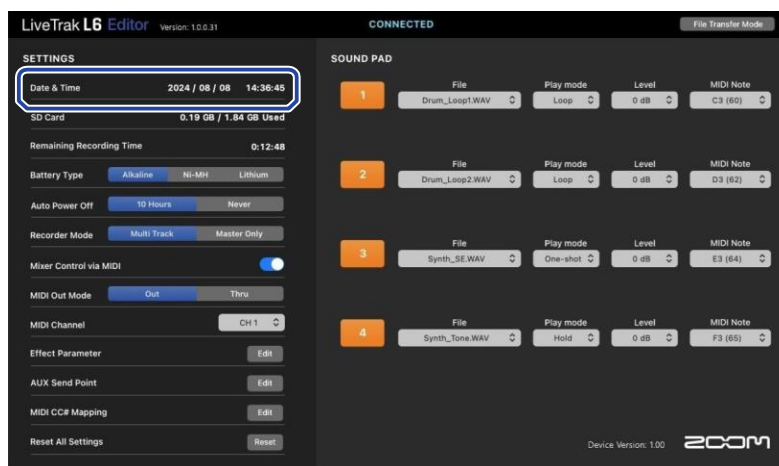 LiveTrak L6 Editor Version: 1.0.0.31
CONNECTED
File Transfer Mode
SETTINGS
Date & Time 2024 / 08 / 08 14:36:45
SD Card 0.19 GB / 1.84 GB Used
Remaining Recording Time 0:12:48
Battery Type Alkaline Ni-MH Lithium
Auto Power Off 10 Hours Never
Recorder Mode Multi Track Master Only
Mixer Control via MIDI
MIDI Out Mode Out Thru
MIDI Channel CH 1
Effect Parameter Edit
AUX Send Point Edit
MIDI CC# Mapping Edit
Reset All Settings Reset
SOUND PAD
File Play mode Level MIDI Note
1 Drum_Loop1.WAV Loop 0 dB C3 (60)
File Play mode Level MIDI Note
2 Drum_Loop2.WAV Loop 0 dB D3 (62)
File Play mode Level MIDI Note
3 Synth_SE.WAV One-shot 0 dB E3 (64)
File Play mode Level MIDI Note
4 Synth_Tone.WAV Hold 0 dB F3 (65)
Device Version: 1.00
ZOOM